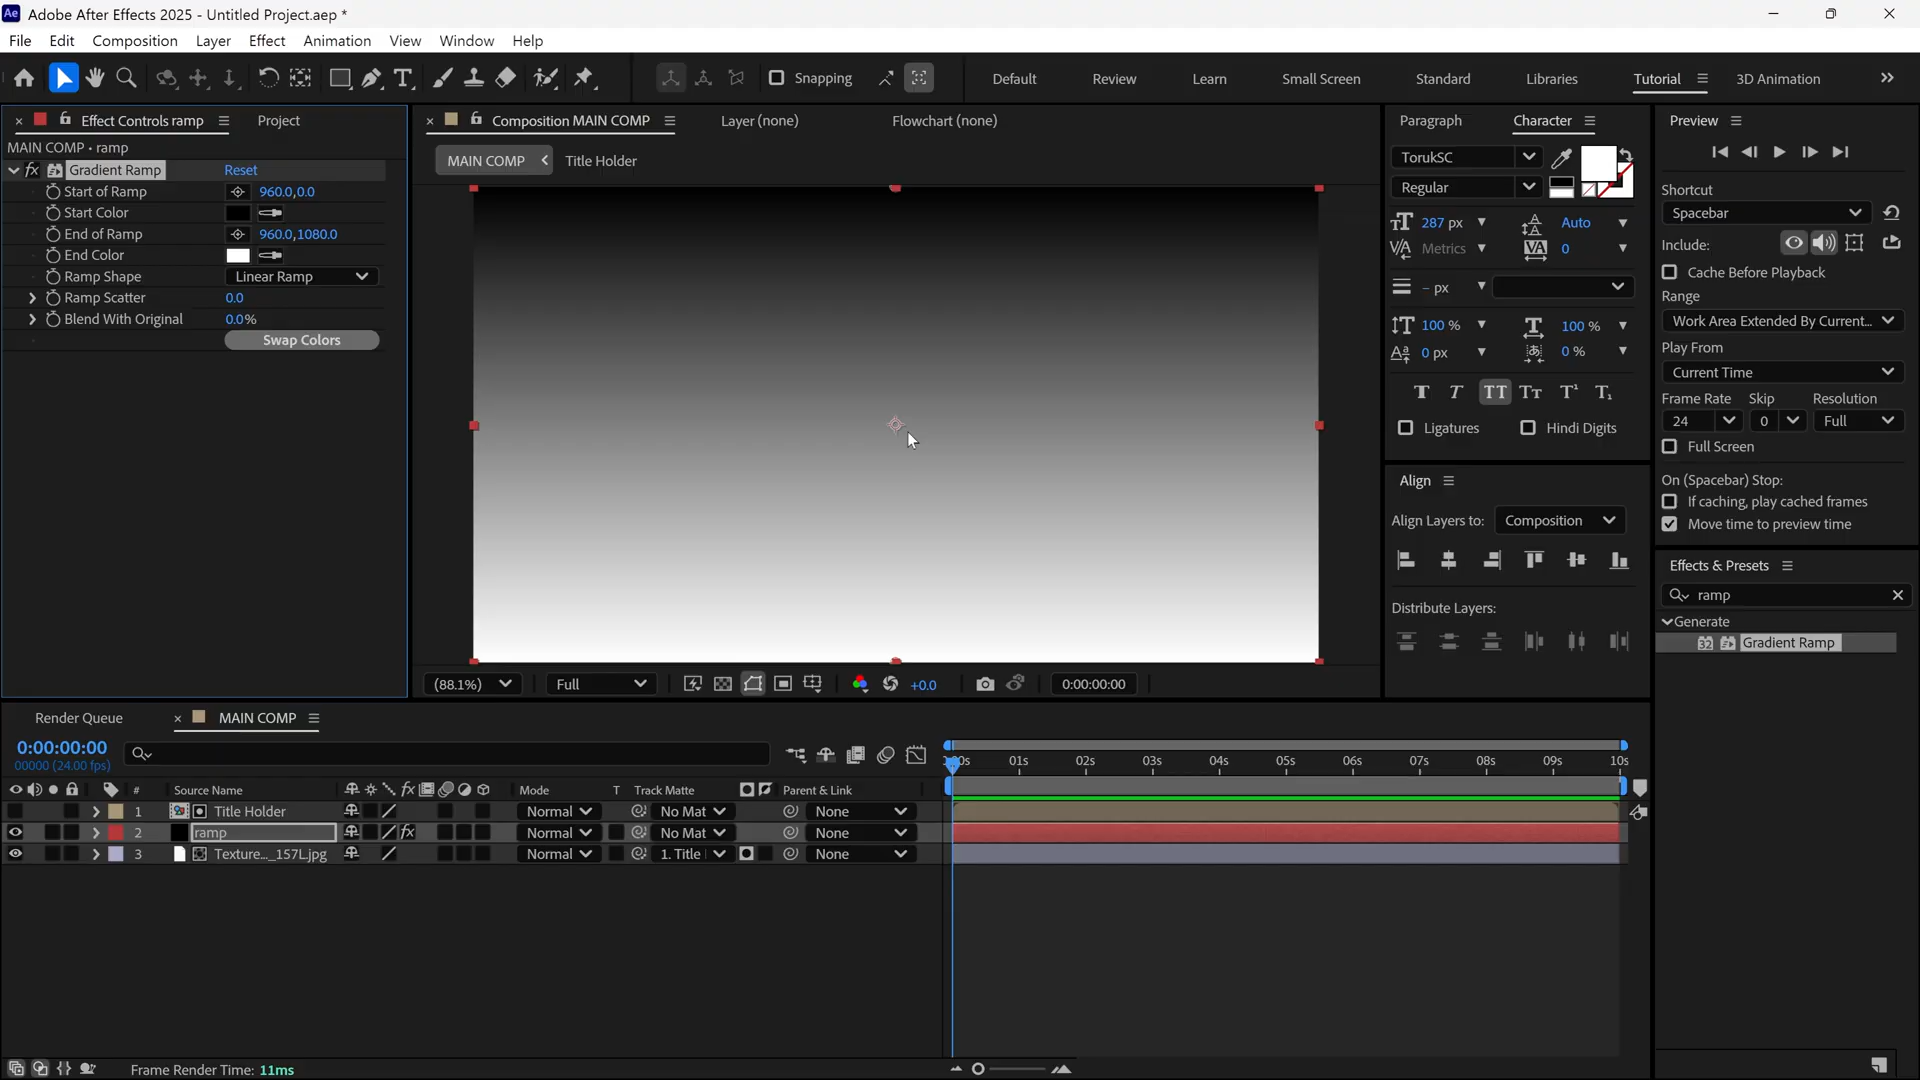 Ae Adobe After Effects 2025 - Untitled Project.aep *
File Edit Composition Layer Effect Animation View Window Help
Snapping Default Review Learn Small Screen Standard Libraries Tutorial 3D Animation
Effect Controls ramp Project
MAIN COMP • ramp
fx Gradient Ramp Reset
Start of Ramp 960.0,0.0
Start Color
End of Ramp 960.0,1080.0
End Color
Ramp Shape Linear Ramp
Ramp Scatter 0.0
Blend With Original 0.0%
Swap Colors
Composition MAIN COMP Layer (none) Flowchart (none)
MAIN COMP Title Holder
(88.1%) Full +0.0 0:00:00:00
Paragraph Character
TorukSC
Regular
287 px Auto
Metrics 0
– px
100 % 100 %
0 px 0 %
Ligatures Hindi Digits
Align
Align Layers to: Composition
Distribute Layers:
Preview
Shortcut
Spacebar
Include:
Cache Before Playback
Range
Work Area Extended By Current...
Play From
Current Time
Frame Rate Skip Resolution
24 0 Full
Full Screen
On (Spacebar) Stop:
If caching, play cached frames
Move time to preview time
Effects & Presets
ramp
Generate
32 Gradient Ramp
Render Queue MAIN COMP
0:00:00:00
00000 (24.00 fps)
# Source Name fx Mode T Track Matte Parent & Link
1 Title Holder Normal No Mat None
2 ramp fx Normal No Mat None
3 Texture..._157L.jpg Normal 1. Title None
01s 02s 03s 04s 05s 06s 07s 08s 09s 10s
Frame Render Time: 11ms